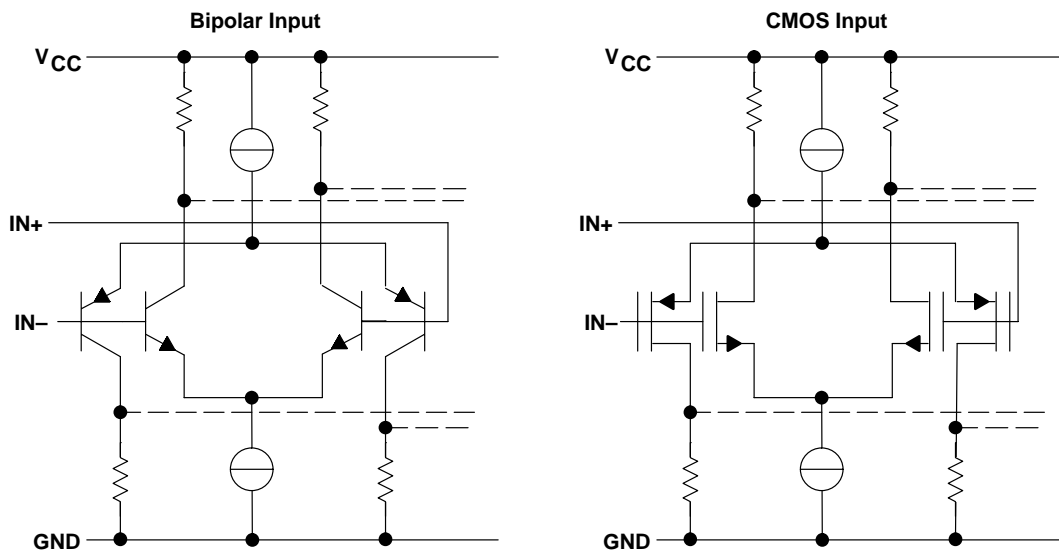 Bipolar Input
CMOS Input
VCC
IN+
IN–
GND
VCC
IN+
IN–
GND